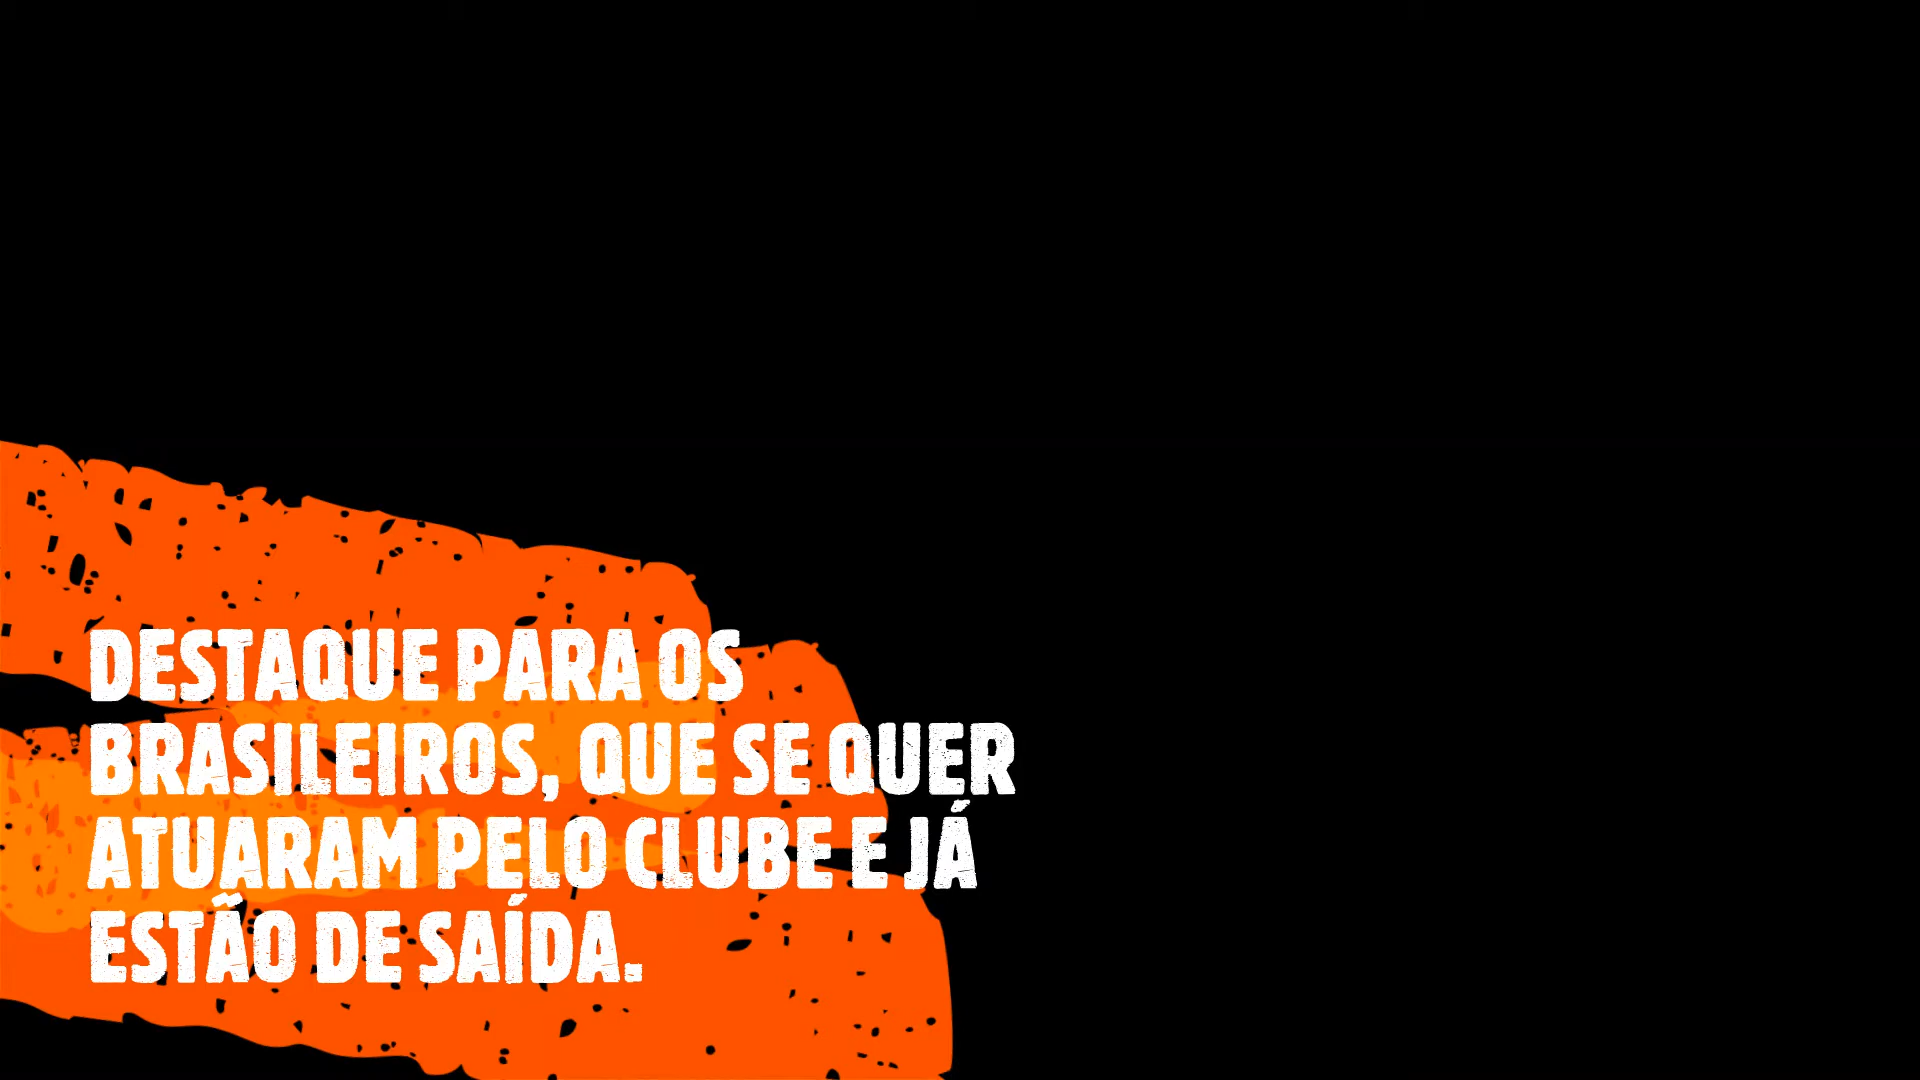 DESTAQUE PARA OS
BRASILEIROS, QUE SE QUER
ATUARAM PELO CLUBE E JÁ
ESTÃO DE SAÍDA.